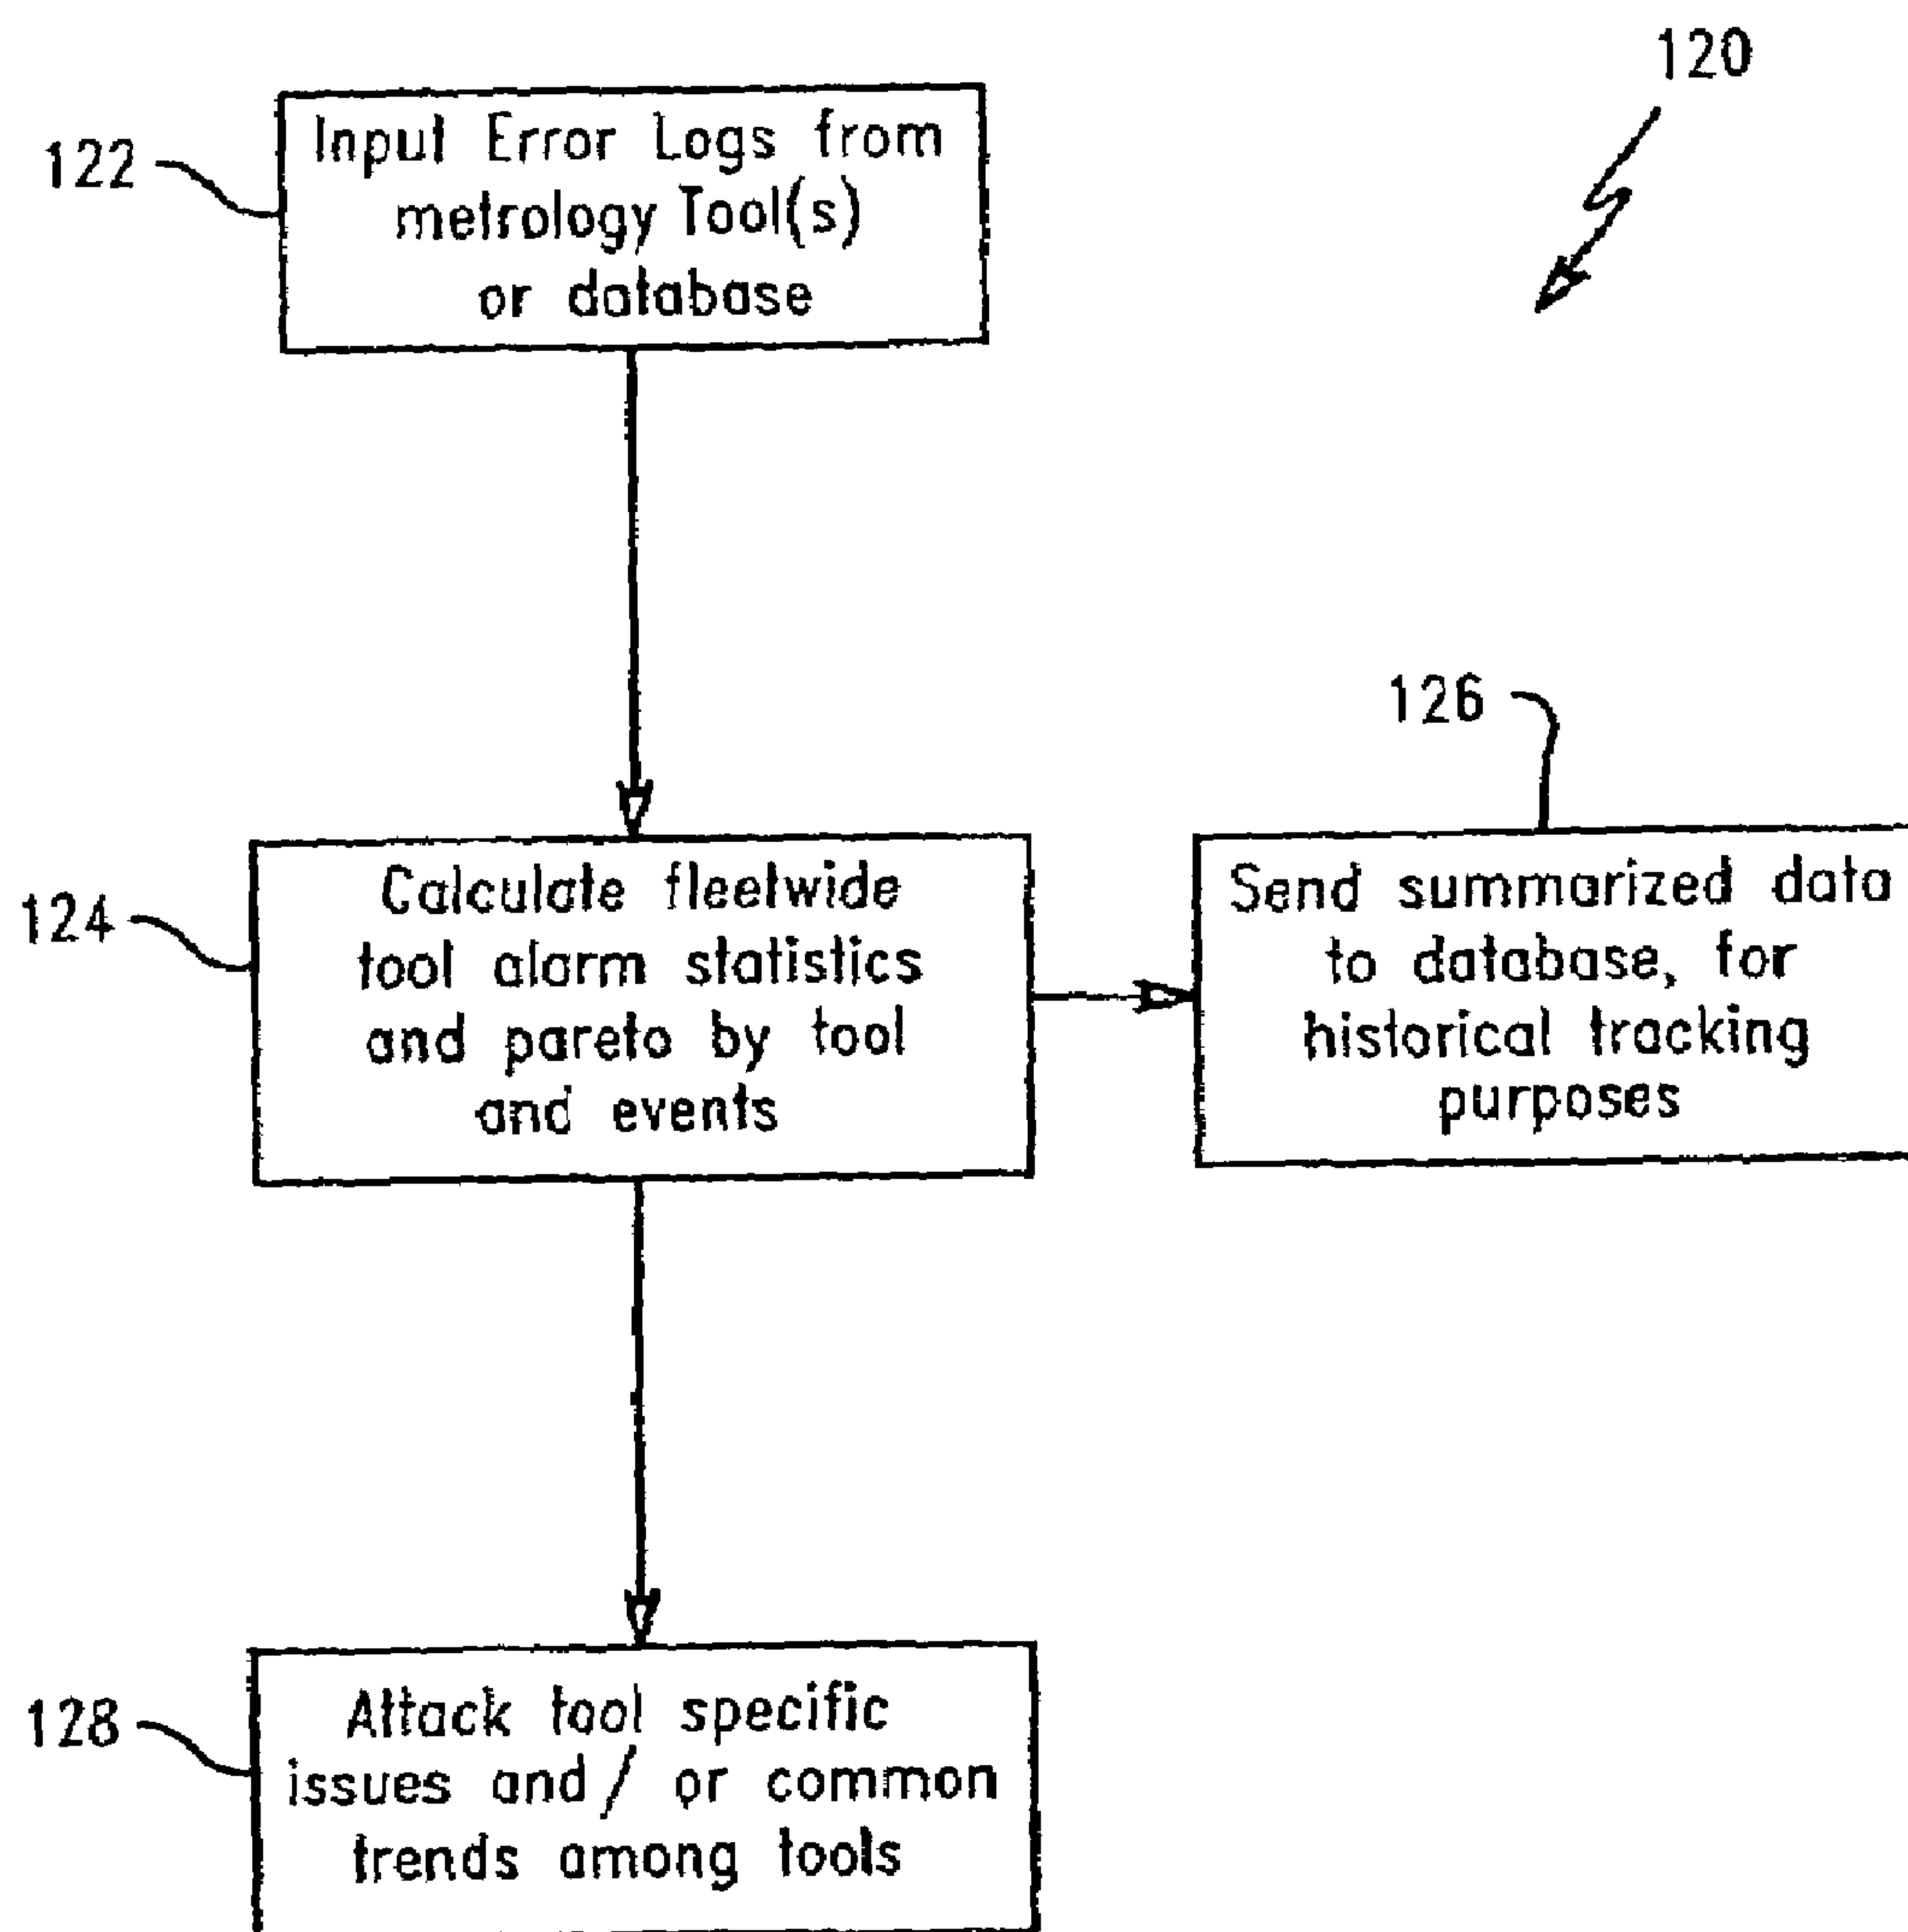 120
122
Input Error Logs from
metrology Tool(s)
or database
126
124
Calculate fleetwide
tool alarm statistics
and pareto by tool
and events
Send summarized data
to database, for
historical tracking
purposes
128
Attack tool specific
issues and/ or common
trends among tools